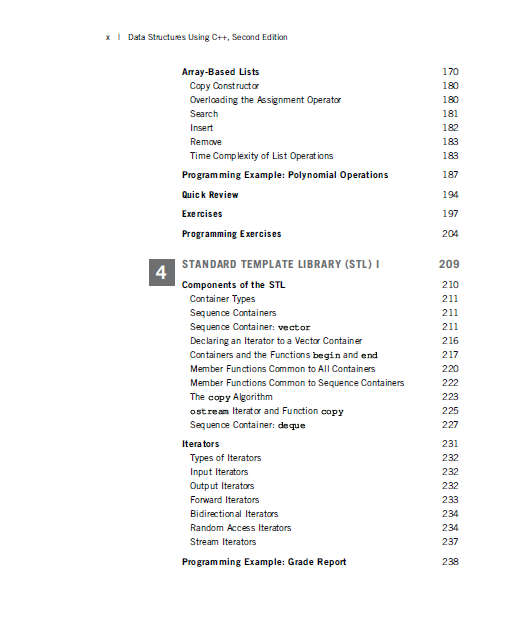 x | Data Structures Using C++, Second Edition
Array-Based Lists 170
Copy Constructor 180
Overloading the Assignment Operator 180
Search 181
Insert 182
Remove 183
Time Complexity of List Operations 183
Programming Example: Polynomial Operations 187
Quick Review 194
Exercises 197
Programming Exercises 204
4 STANDARD TEMPLATE LIBRARY (STL) I 209
Components of the STL 210
Container Types 211
Sequence Containers 211
Sequence Container: vector 211
Declaring an Iterator to a Vector Container 216
Containers and the Functions begin and end 217
Member Functions Common to All Containers 220
Member Functions Common to Sequence Containers 222
The copy Algorithm 223
ostream Iterator and Function copy 225
Sequence Container: deque 227
Iterators 231
Types of Iterators 232
Input Iterators 232
Output Iterators 232
Forward Iterators 233
Bidirectional Iterators 234
Random Access Iterators 234
Stream Iterators 237
Programming Example: Grade Report 238